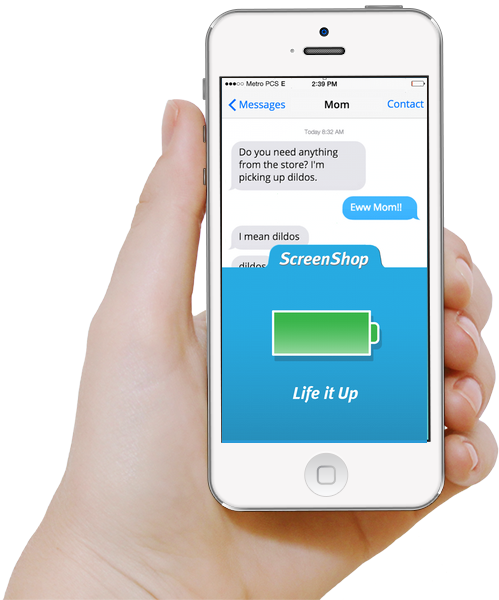 Metro PCS E 2:39 PM
Messages Mom Contact
Today 8:32 AM
Do you need anything
from the store? I'm
picking up dildos.
Eww Mom!!
I mean dildos
dildos
ScreenShop
Life it Up